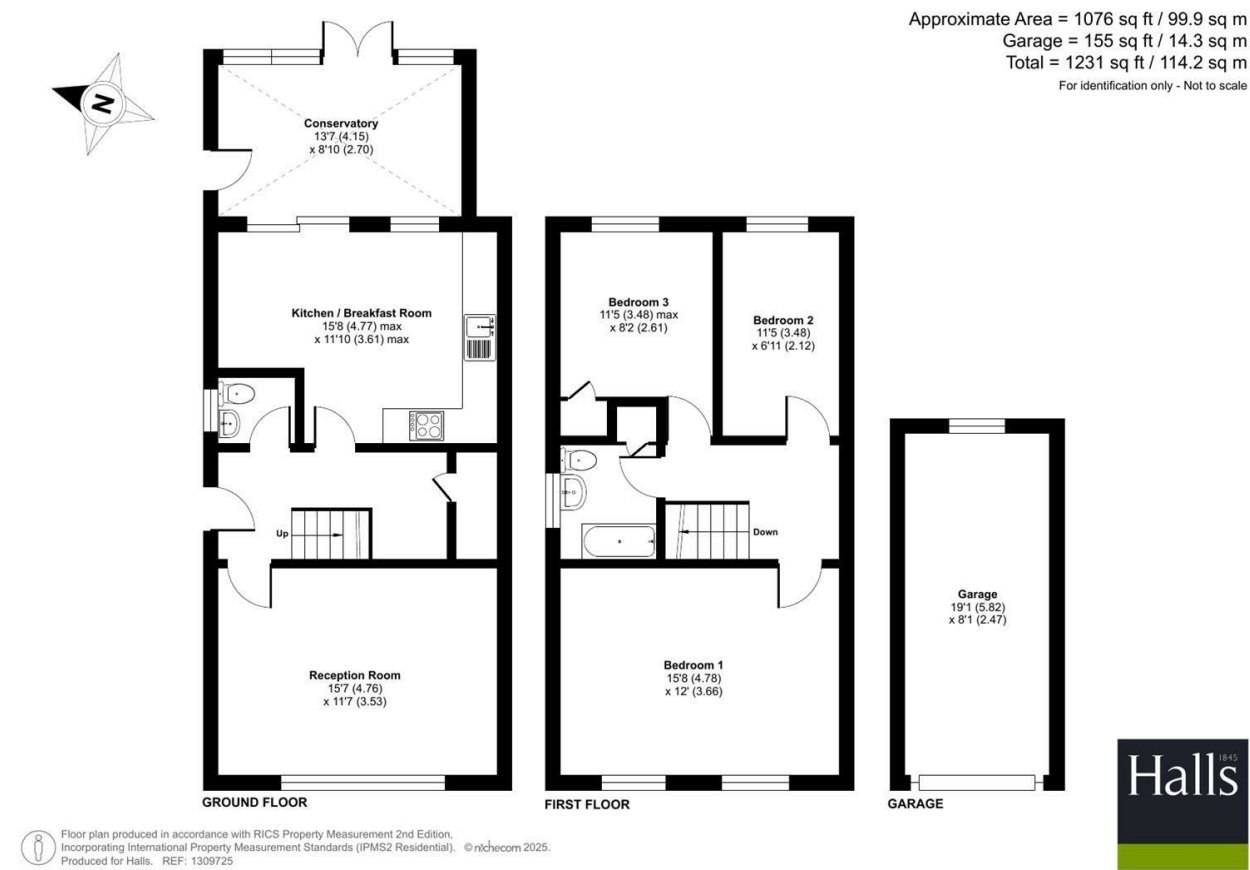 Approximate Area = 1076 sq ft / 99.9 sq m
Garage = 155 sq ft / 14.3 sq m
Total = 1231 sq ft / 114.2 sq m
For identification only - Not to scale
N
Conservatory
13'7 (4.15)
x 8'10 (2.70)
Kitchen / Breakfast Room
15'8 (4.77) max
x 11'10 (3.61) max
Up
Reception Room
15'7 (4.76)
x 11'7 (3.53)
GROUND FLOOR
Bedroom 3
11'5 (3.48) max
x 8'2 (2.61)
Bedroom 2
11'5 (3.48)
x 6'11 (2.12)
Down
Bedroom 1
15'8 (4.78)
x 12' (3.66)
FIRST FLOOR
Garage
19'1 (5.82)
x 8'1 (2.47)
GARAGE
Halls
1845
Floor plan produced in accordance with RICS Property Measurement 2nd Edition,
Incorporating International Property Measurement Standards (IPMS2 Residential). © nichecom 2025.
Produced for Halls. REF: 1309725